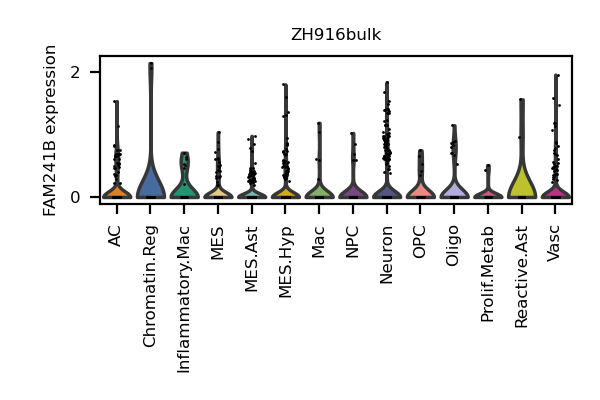 ZH916bulk
FAM241B expression
2
0
AC
Chromatin.Reg
Inflammatory.Mac
MES
MES.Ast
MES.Hyp
Mac
NPC
Neuron
OPC
Oligo
Prolif.Metab
Reactive.Ast
Vasc